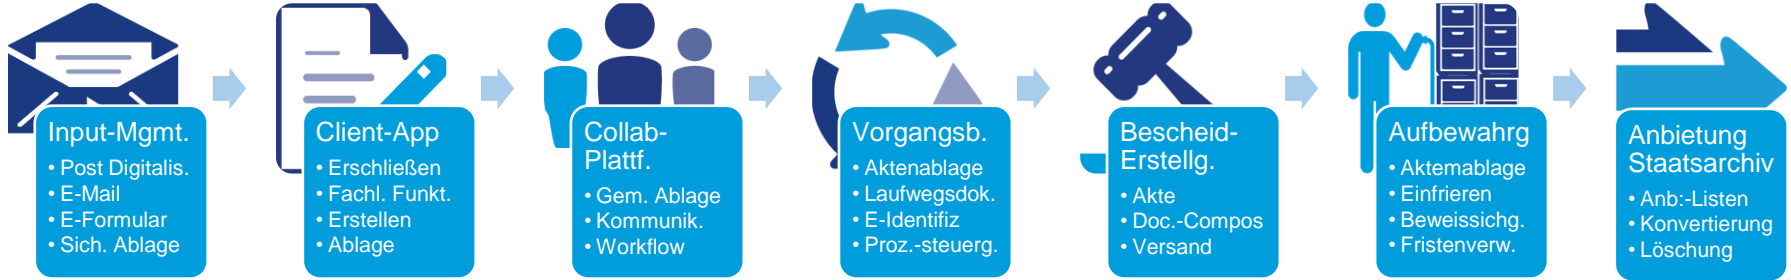 Input-Mgmt.
• Post Digitalis.
• E-Mail
• E-Formular
• Sich. Ablage
Client-App
• Erschließen
• Fachl. Funkt.
• Erstellen
• Ablage
Collab-
Plattf.
• Gem. Ablage
• Kommunik.
• Workflow
Vorgangsb.
• Aktenablage
• Laufwegsdok.
• E-Identifiz
• Proz.-steuerg.
Bescheid-
Erstellg.
• Akte
• Doc.-Compos
• Versand
Aufbewahrg
• Aktemablage
• Einfrieren
• Beweissichg.
• Fristenverw.
Anbietung
Staatsarchiv
• Anb:-Listen
• Konvertierung
• Löschung